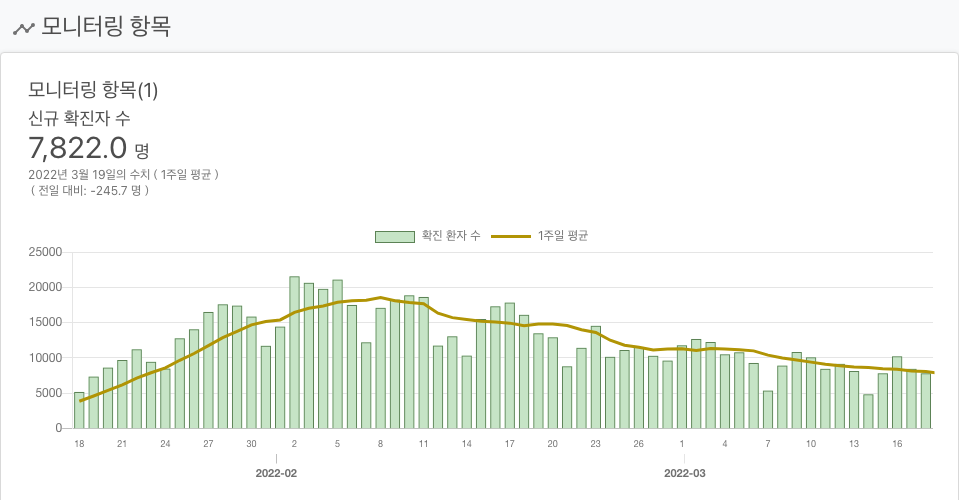 모니터링 항목
모니터링 항목(1)
신규 확진자 수
7,822.0 명
2022년 3월 19일의 수치 ( 1주일 평균 )
( 전일 대비: -245.7 명 )
확진 환자 수 1주일 평균
25000
20000
15000
10000
5000
0
18 21 24 27 30 2 5 8 11 14 17 20 23 26 1 4 7 10 13 16
2022-02 2022-03